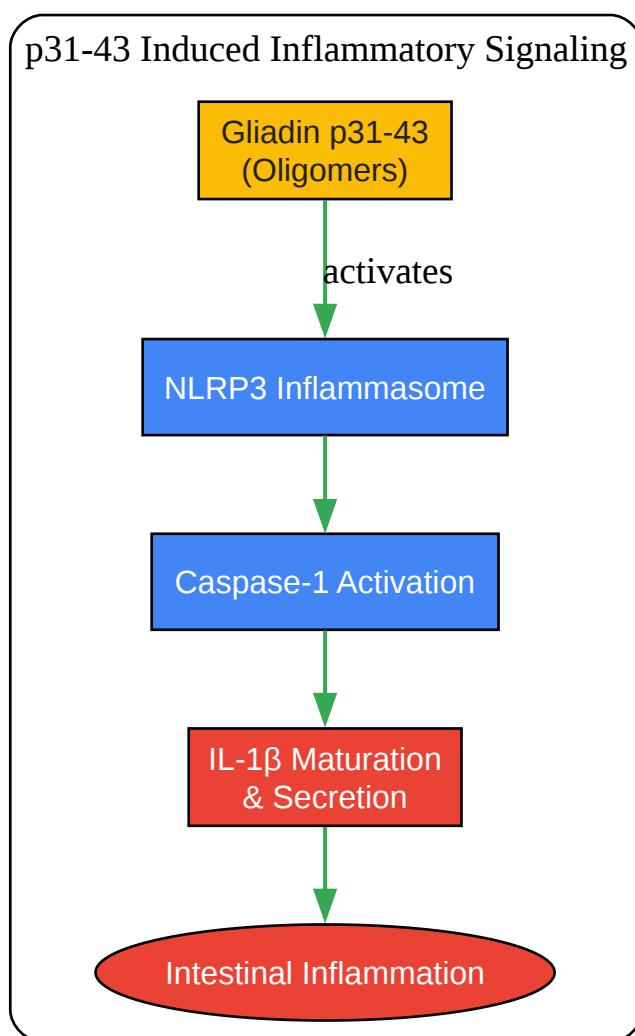 p31-43 Induced Inflammatory Signaling
Gliadin p31-43
(Oligomers)
activates
NLRP3 Inflammasome
Caspase-1 Activation
IL-1β Maturation
& Secretion
Intestinal Inflammation